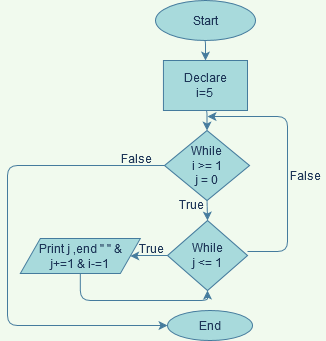 Start
Declare
i=5
While
i >= 1
j = 0
False
True
False
While
j <= 1
True
Print j ,end " " &
j+=1 & i-=1
End